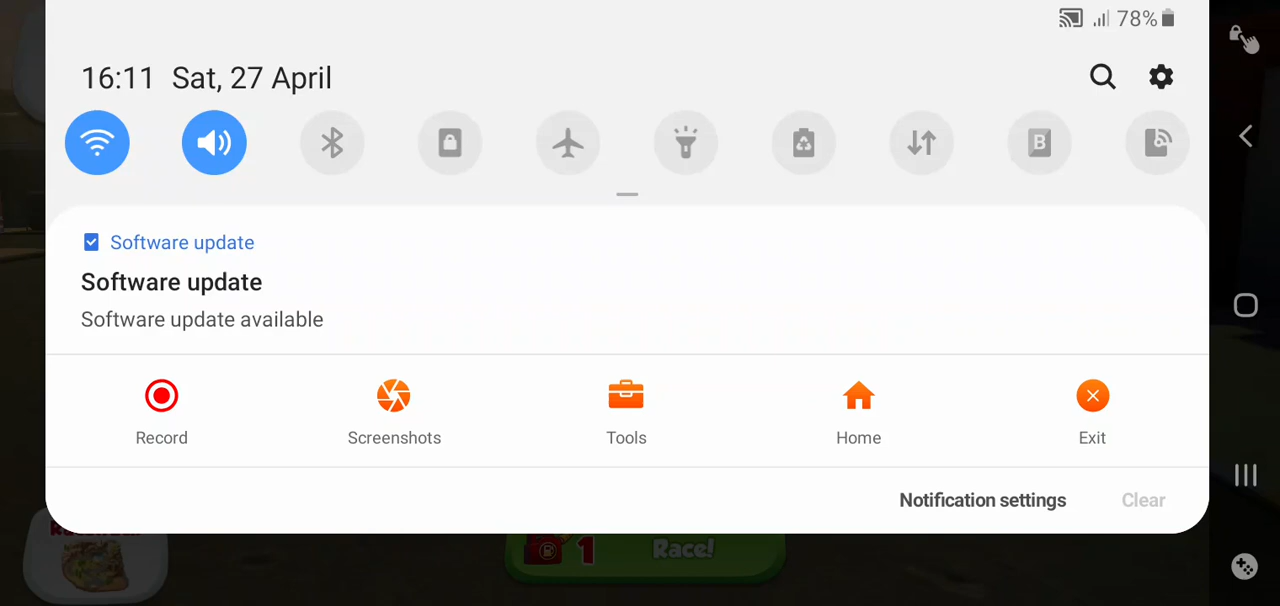 78%
16:11 Sat, 27 April
B
Software update
Software update
Software update available
Record Screenshots Tools Home Exit
Notification settings Clear
1 Race!